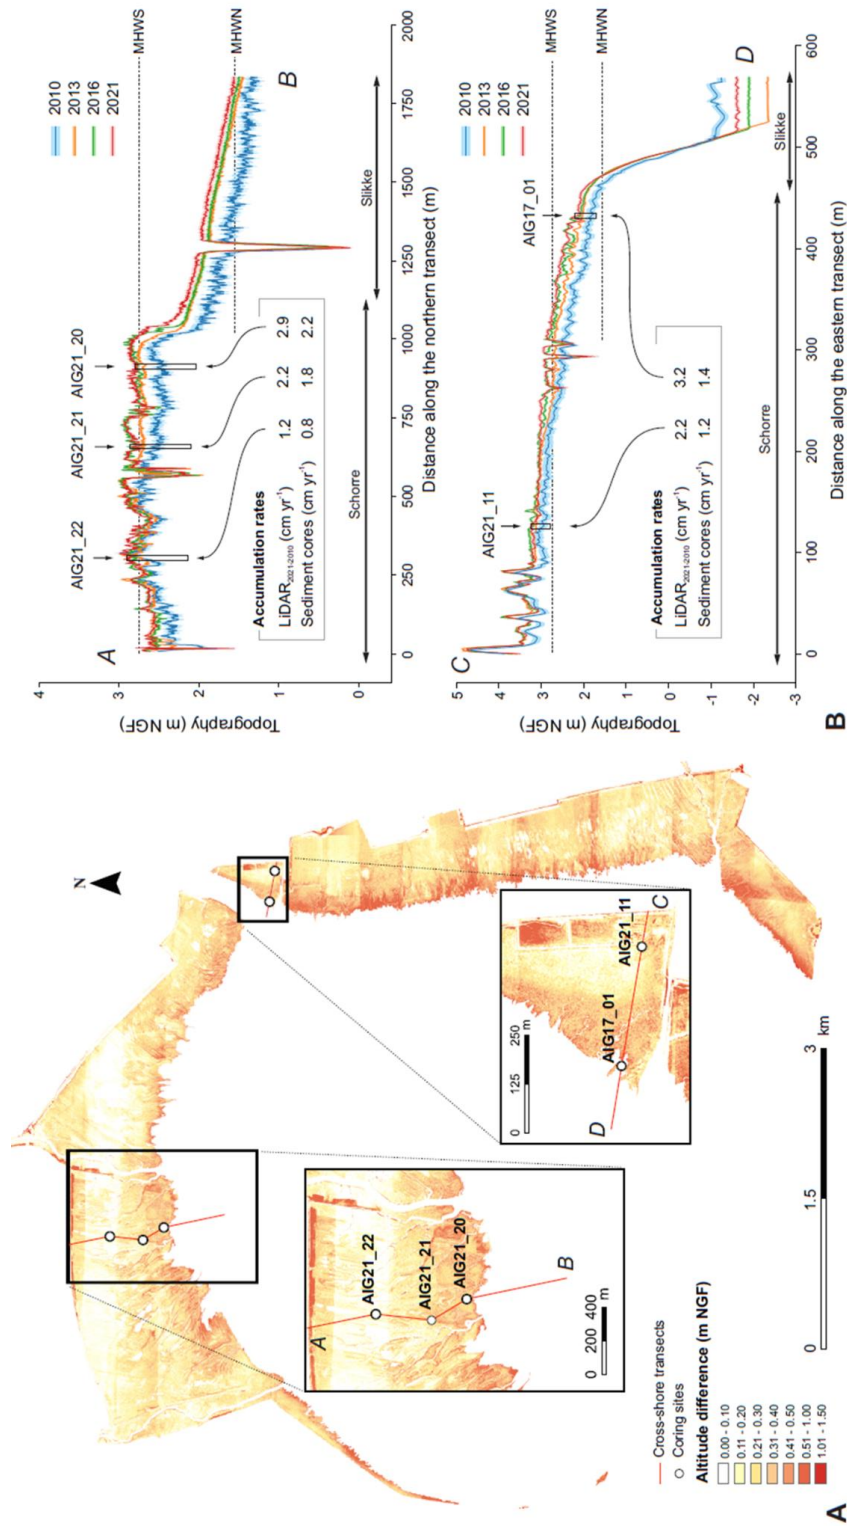 N
AIG21_22
AIG21_21
AIG21_20
A
B
0 200 400
m
AIG17_01
AIG21_11
C
D
0 125 250
m
Cross-shore transects
Coring sites
Altitude difference (m NGF)
0.00 - 0.10
0.11 - 0.20
0.21 - 0.30
0.31 - 0.40
0.41 - 0.50
0.51 - 1.00
1.01 - 1.50
0 1.5 3
km
A
A
B
AIG21_22
AIG21_21
AIG21_20
2010
2013
2016
2021
MHWS
MHWN
4
3
2
1
0
Topography (m NGF)
Accumulation rates
LiDAR2021-2010 (cm yr-1) 1.2 2.2 2.9
Sediment cores (cm yr-1) 0.8 1.8 2.2
Schorre
Slikke
0 250 500 750 1000 1250 1500 1750 2000
Distance along the northern transect (m)
C
D
AIG21_11
AIG17_01
2010
2013
2016
2021
MHWS
MHWN
5
4
3
2
1
0
-1
-2
-3
Topography (m NGF)
Accumulation rates
LiDAR2021-2010 (cm yr-1) 2.2 3.2
Sediment cores (cm yr-1) 1.2 1.4
Schorre
Slikke
0 100 200 300 400 500 600
Distance along the eastern transect (m)
B